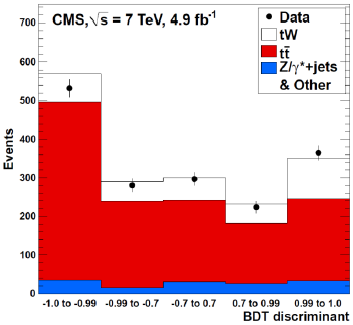 CMS, √s = 7 TeV, 4.9 fb⁻¹
Data
tW
tt̄
Z/γ*+jets
& Other
Events
700
600
500
400
300
200
100
0
-1.0 to -0.99 -0.99 to -0.7 -0.7 to 0.7 0.7 to 0.99 0.99 to 1.0
BDT discriminant